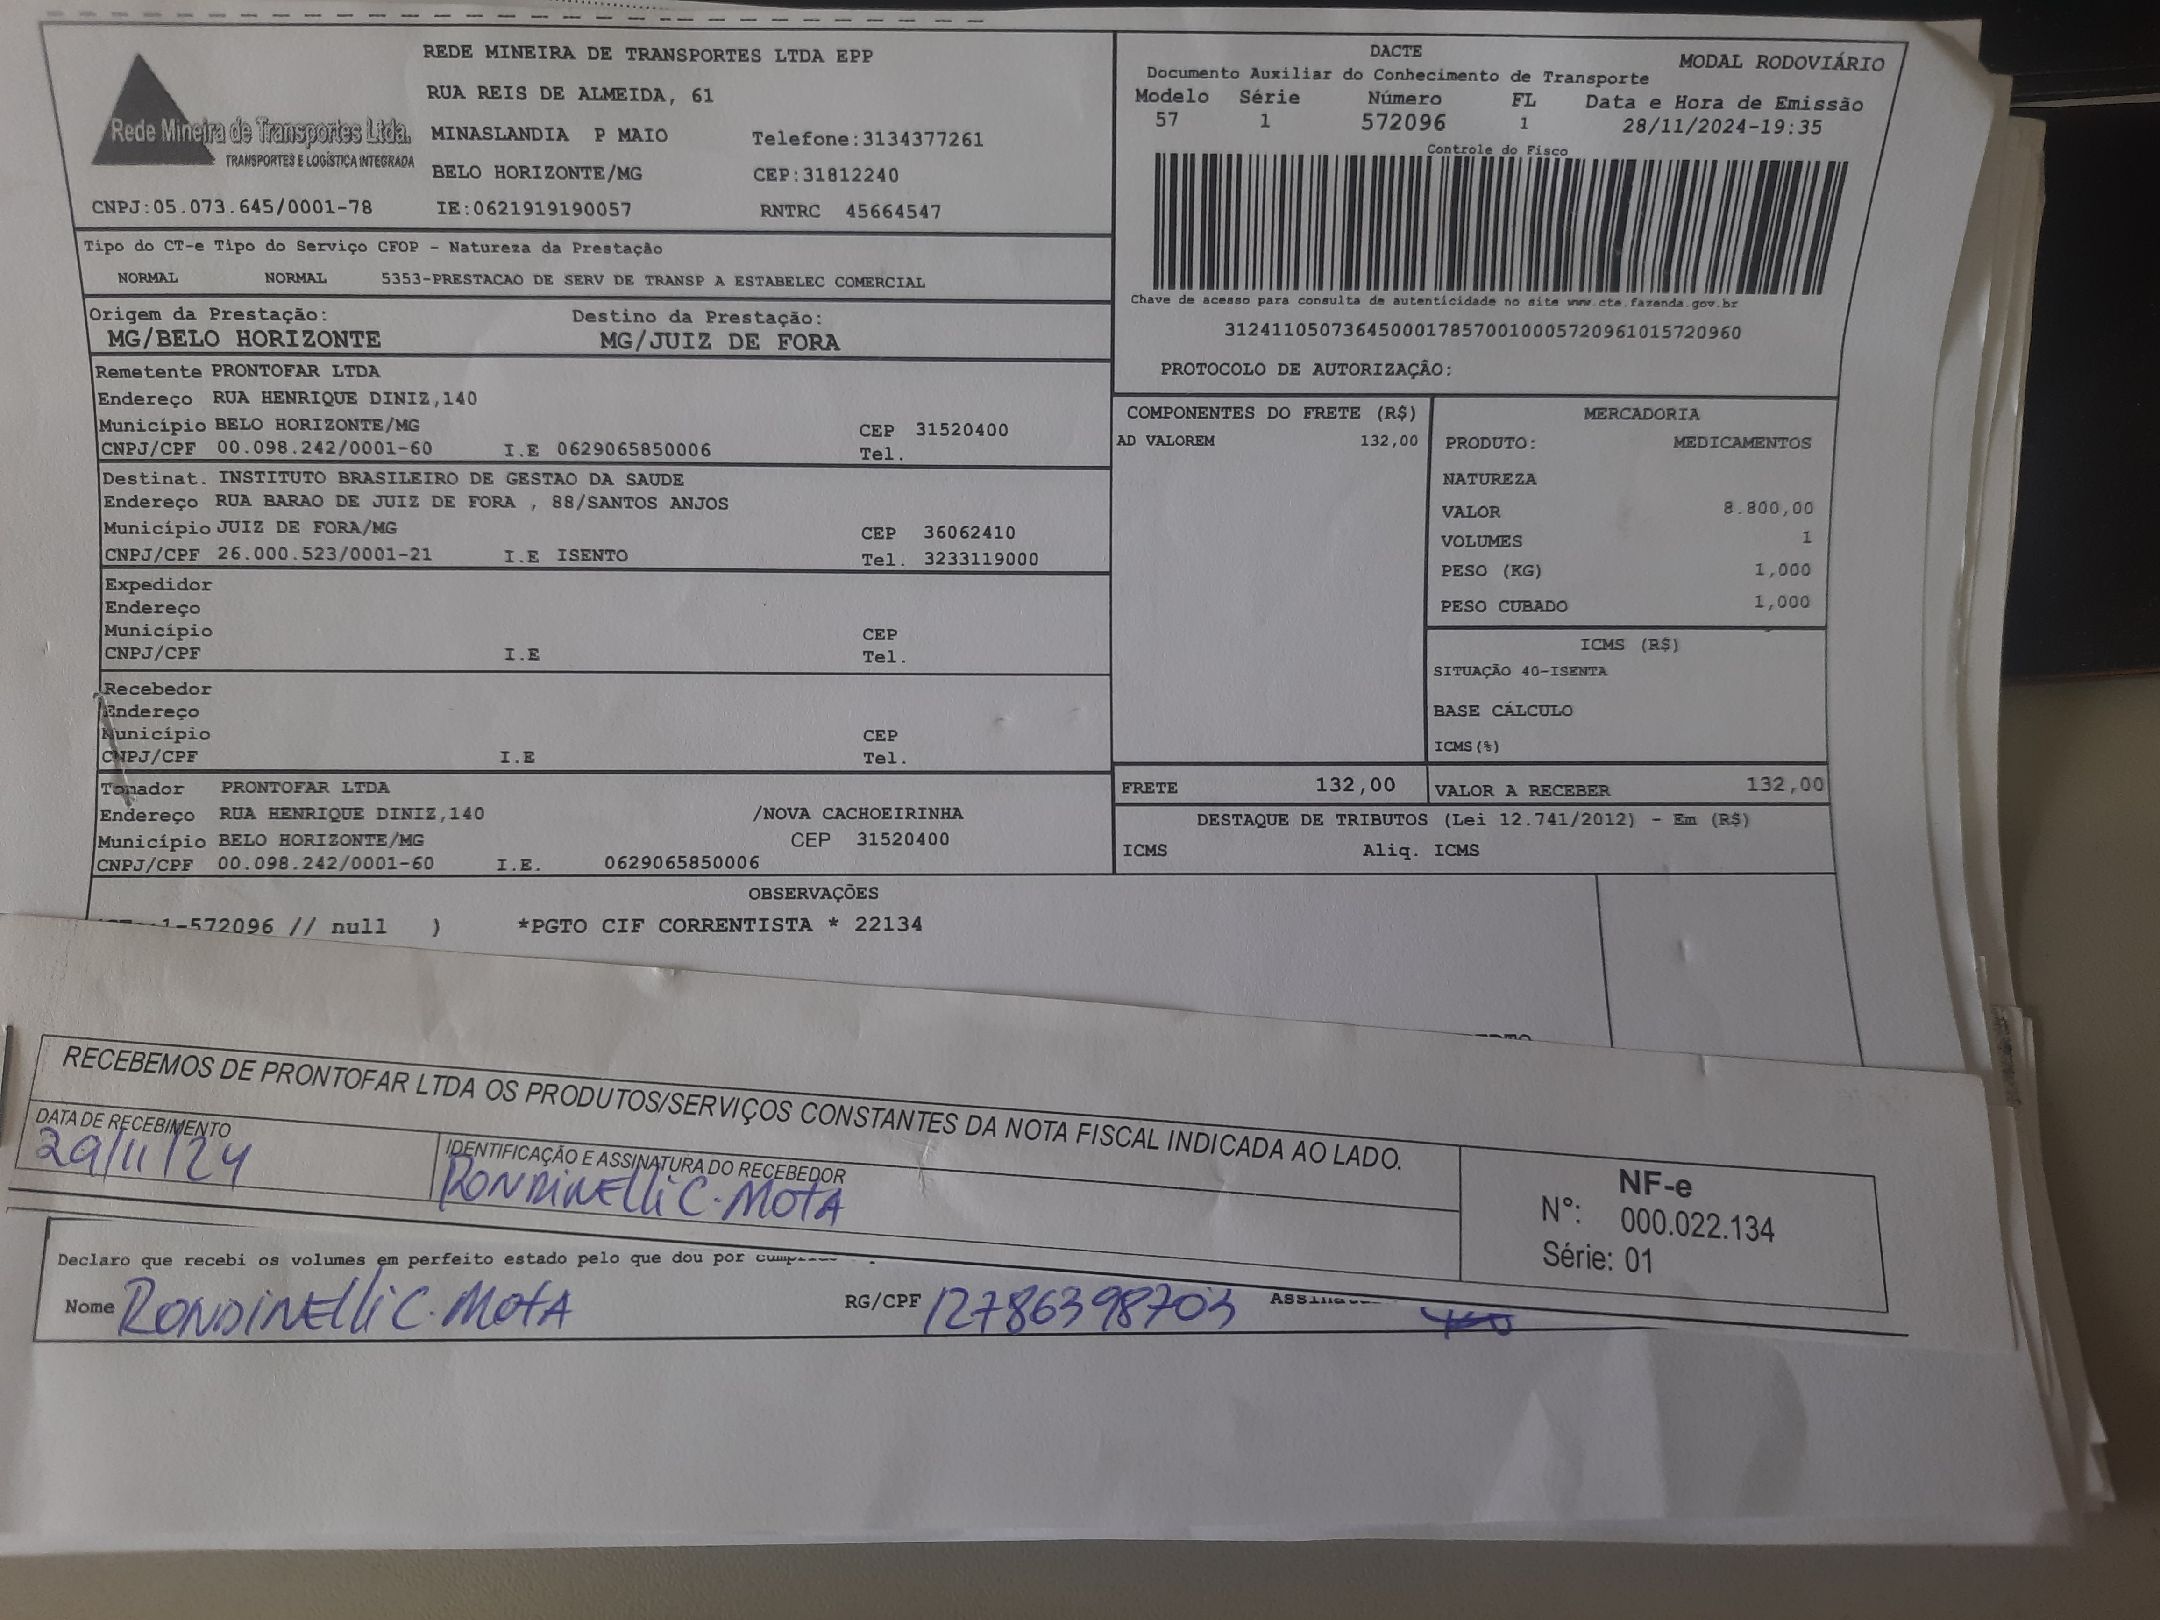 REDE MINEIRA DE TRANSPORTES LTDA EPP
RUA REIS DE ALMEIDA, 61
Rede Mineira de Transportes Ltda.
TRANSPORTES E LOGÍSTICA INTEGRADA
MINASLANDIA P MAIO Telefone:3134377261
BELO HORIZONTE/MG CEP:31812240
CNPJ:05.073.645/0001-78 IE:0621919190057 RNTRC 45664547
DACTE
MODAL RODOVIÁRIO
Documento Auxiliar do Conhecimento de Transporte
Modelo Série Número FL Data e Hora de Emissão
57 1 572096 1 28/11/2024-19:35
Controle do Fisco
Chave de acesso para consulta de autenticidade no site www.cte.fazenda.gov.br
31241105073645000178570010005720961015720960
PROTOCOLO DE AUTORIZAÇÃO:
Tipo do CT-e Tipo do Serviço CFOP - Natureza da Prestação
NORMAL NORMAL 5353-PRESTACAO DE SERV DE TRANSP A ESTABELEC COMERCIAL
Origem da Prestação: Destino da Prestação:
MG/BELO HORIZONTE MG/JUIZ DE FORA
Remetente PRONTOFAR LTDA
Endereço RUA HENRIQUE DINIZ,140
Município BELO HORIZONTE/MG CEP 31520400
CNPJ/CPF 00.098.242/0001-60 I.E 0629065850006 Tel.
Destinat. INSTITUTO BRASILEIRO DE GESTAO DA SAUDE
Endereço RUA BARAO DE JUIZ DE FORA , 88/SANTOS ANJOS
Município JUIZ DE FORA/MG CEP 36062410
CNPJ/CPF 26.000.523/0001-21 I.E ISENTO Tel. 3233119000
Expedidor
Endereço
Município CEP
CNPJ/CPF I.E Tel.
Recebedor
Endereço
Município CEP
CNPJ/CPF I.E Tel.
Tomador PRONTOFAR LTDA
Endereço RUA HENRIQUE DINIZ,140 /NOVA CACHOEIRINHA
Município BELO HORIZONTE/MG CEP 31520400
CNPJ/CPF 00.098.242/0001-60 I.E. 0629065850006
COMPONENTES DO FRETE (R$)
AD VALOREM 132,00
MERCADORIA
PRODUTO: MEDICAMENTOS
NATUREZA
VALOR 8.800,00
VOLUMES 1
PESO (KG) 1,000
PESO CUBADO 1,000
ICMS (R$)
SITUAÇÃO 40-ISENTA
BASE CÁLCULO
ICMS(%)
FRETE 132,00 VALOR A RECEBER 132,00
DESTAQUE DE TRIBUTOS (Lei 12.741/2012) - Em (R$)
ICMS Aliq. ICMS
OBSERVAÇÕES
1-572096 // null ) *PGTO CIF CORRENTISTA * 22134
RECEBEMOS DE PRONTOFAR LTDA OS PRODUTOS/SERVIÇOS CONSTANTES DA NOTA FISCAL INDICADA AO LADO.
DATA DE RECEBIMENTO IDENTIFICAÇÃO E ASSINATURA DO RECEBEDOR
29/11/24 RONDINELLI C. MOTA
NF-e
Nº: 000.022.134
Série: 01
Declaro que recebi os volumes em perfeito estado pelo que dou por
Nome RONDINELLI C. MOTA RG/CPF 12786398703